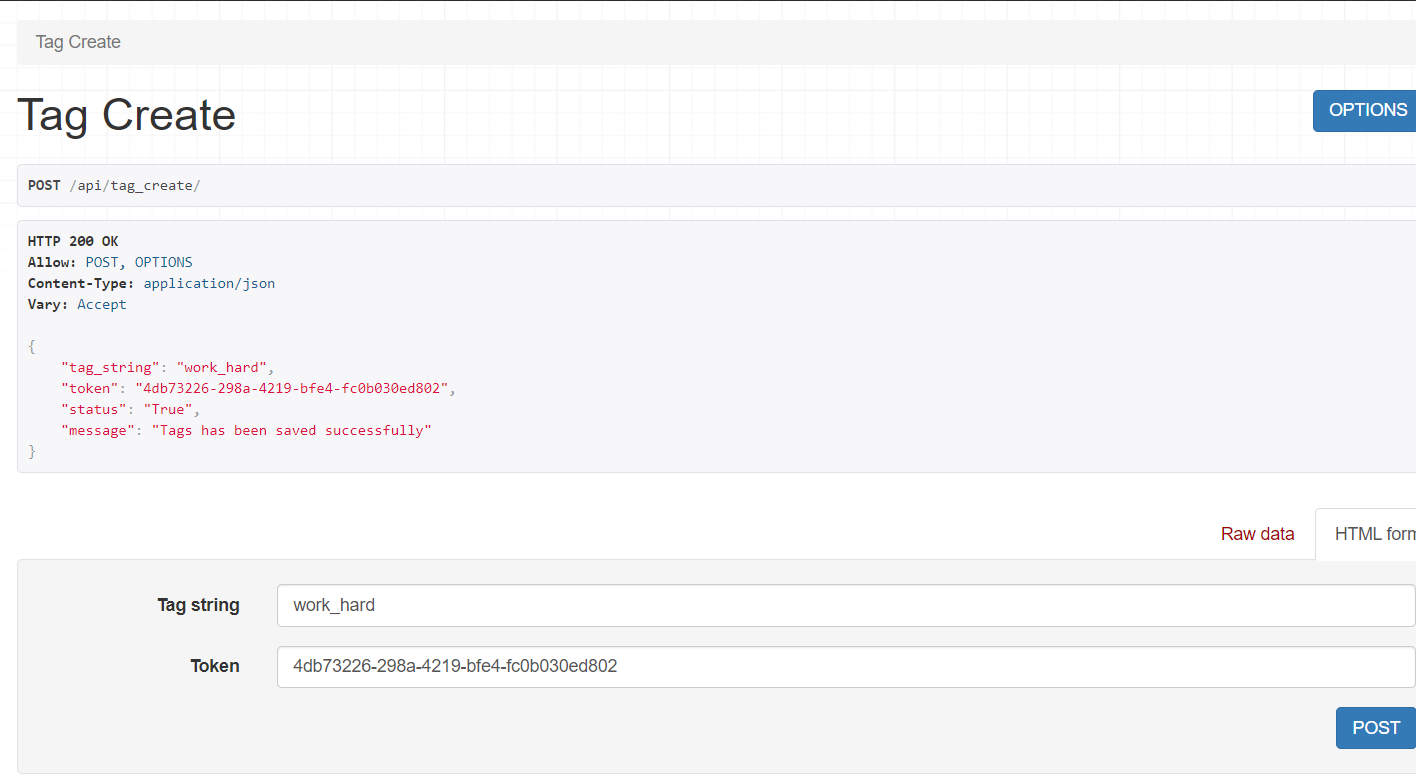 Tag Create
Tag Create
OPTIONS
POST /api/tag_create/
HTTP 200 OK
Allow: POST, OPTIONS
Content-Type: application/json
Vary: Accept
{
    "tag_string": "work_hard",
    "token": "4db73226-298a-4219-bfe4-fc0b030ed802",
    "status": "True",
    "message": "Tags has been saved successfully"
}
Raw data HTML form
Tag string work_hard
Token 4db73226-298a-4219-bfe4-fc0b030ed802
POST